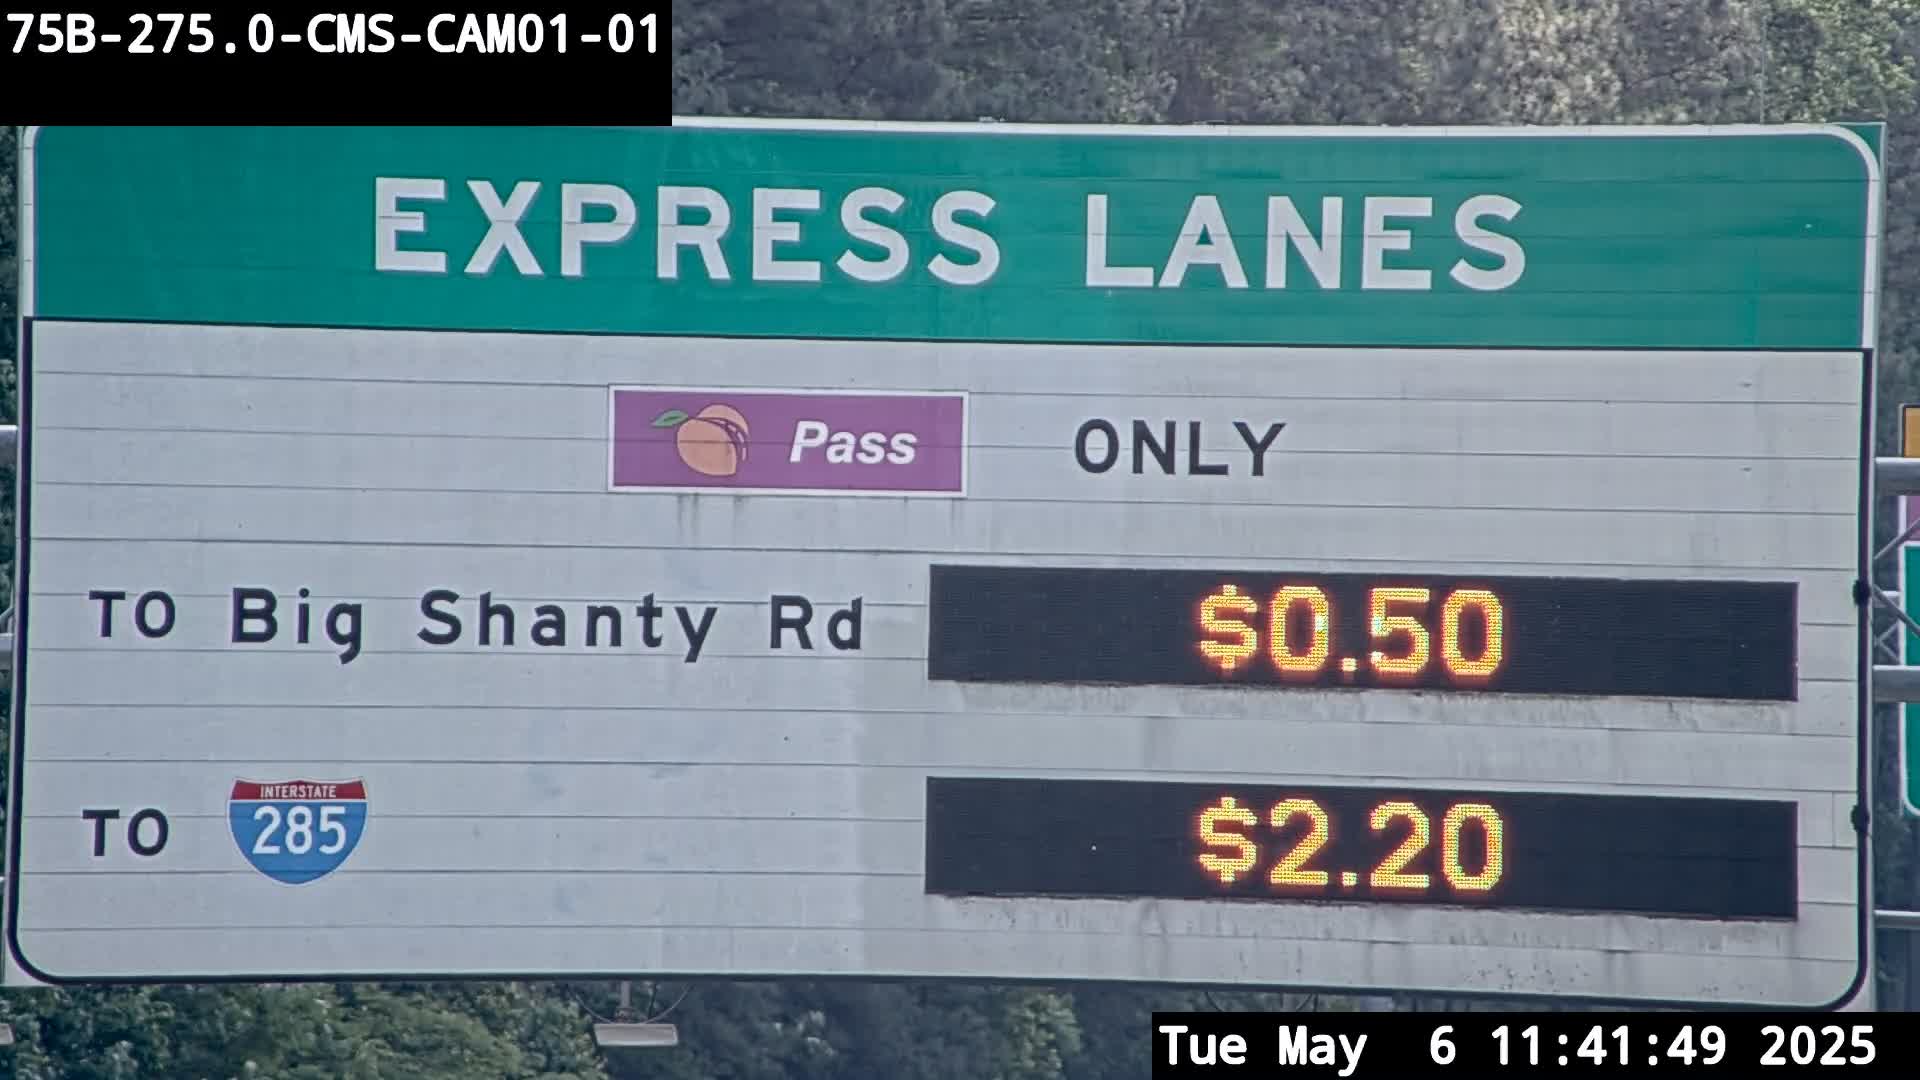 75B-275.0-CMS-CAM01-01
EXPRESS LANES
Pass ONLY
TO Big Shanty Rd $0.50
INTERSTATE
TO 285 $2.20
Tue May 6 11:41:49 2025